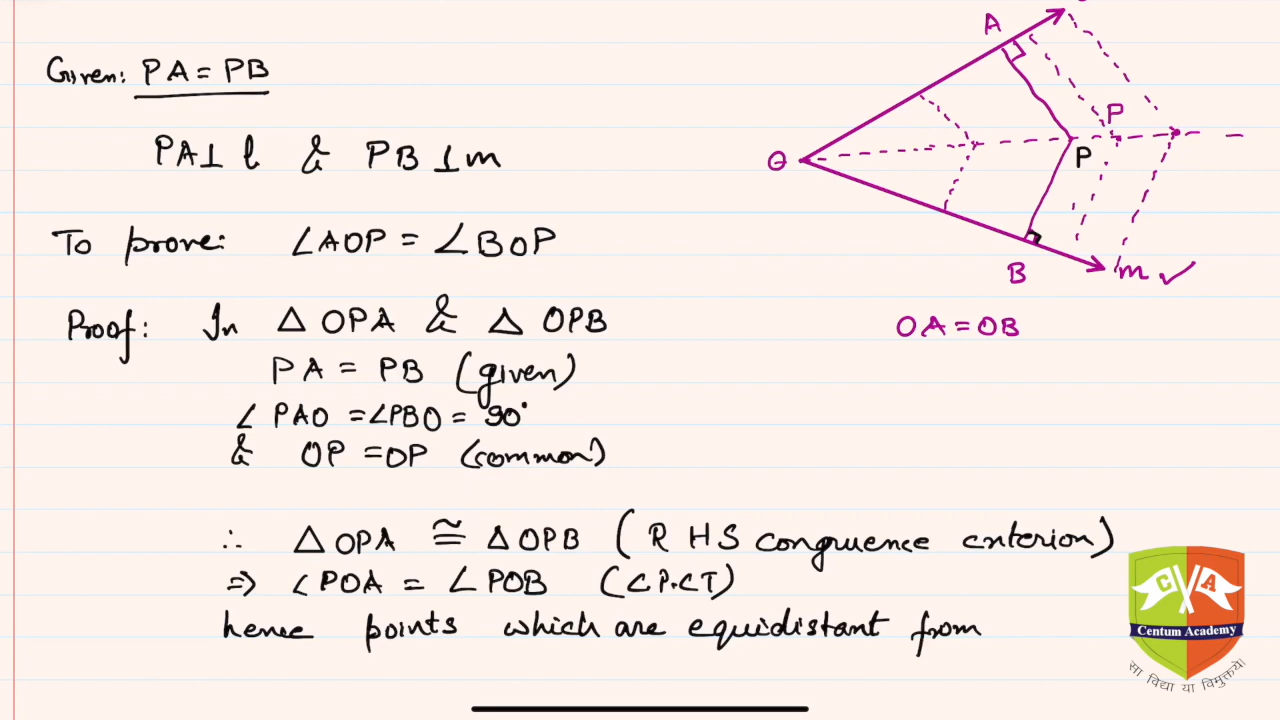 Given: PA = PB
PA ⊥ l & PB ⊥ m
To prove: ∠AOP = ∠BOP
Proof: In △ OPA & △ OPB
PA = PB (given)
∠ PAO = ∠PBO = 90°
& OP = OP (common)
∴ △ OPA ≅ △ OPB (R H S congruence criterion)
⇒ ∠ POA = ∠ POB (C.P.C.T)
hence points which are equidistant from
A
P
O
P
B
m ✓
OA = OB
C A
Centum Academy
सा विद्या या विमुक्तये।